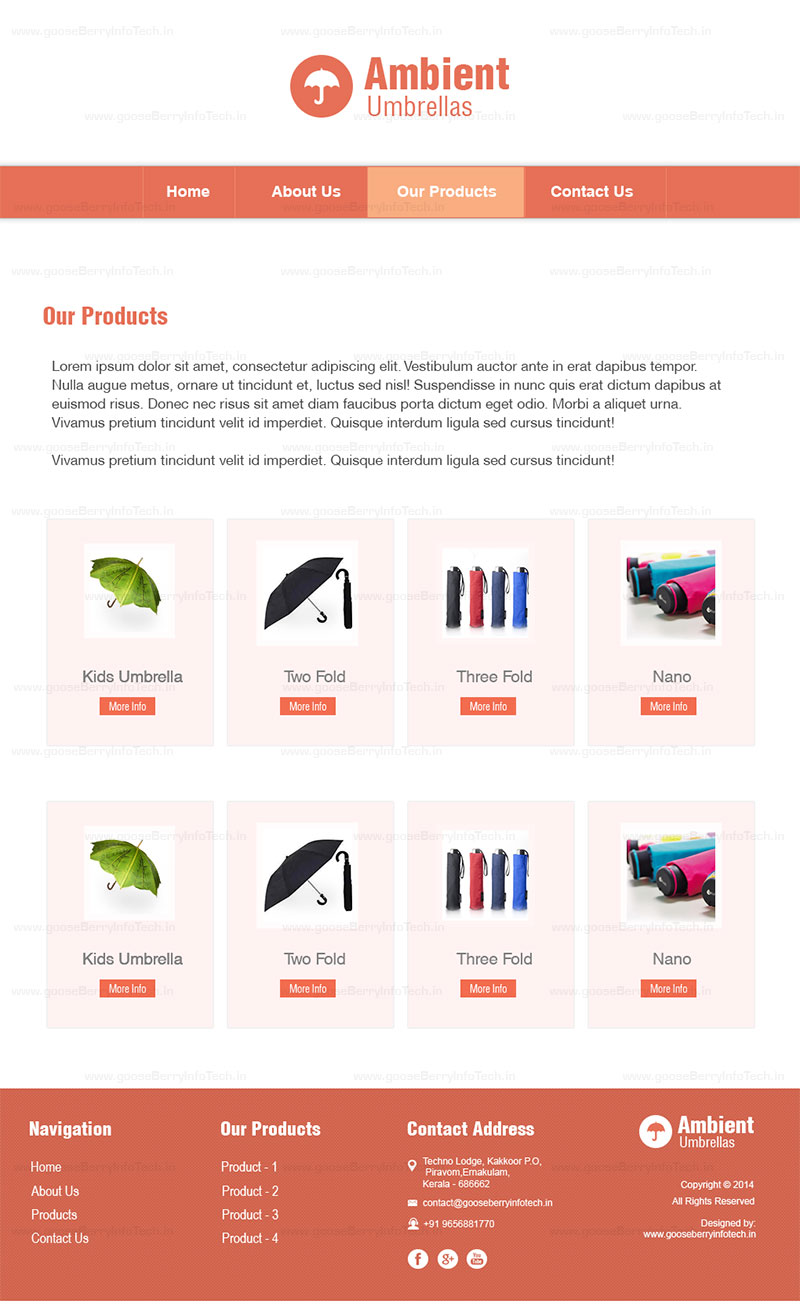 Ambient
Umbrellas
Home About Us Our Products Contact Us
Our Products
Lorem ipsum dolor sit amet, consectetur adipiscing elit. Vestibulum auctor ante in erat dapibus tempor.
Nulla augue metus, ornare ut tincidunt et, luctus sed nisl! Suspendisse in nunc quis erat dictum dapibus at
euismod risus. Donec nec risus sit amet diam faucibus porta dictum eget odio. Morbi a aliquet urna.
Vivamus pretium tincidunt velit id imperdiet. Quisque interdum ligula sed cursus tincidunt!
Vivamus pretium tincidunt velit id imperdiet. Quisque interdum ligula sed cursus tincidunt!
Kids Umbrella Two Fold Three Fold Nano
More Info More Info More Info More Info
Kids Umbrella Two Fold Three Fold Nano
More Info More Info More Info More Info
Navigation
Home
About Us
Products
Contact Us
Our Products
Product - 1
Product - 2
Product - 3
Product - 4
Contact Address
Techno Lodge, Kakkoor P.O,
Piravom,Ernakulam,
Kerala - 686662
contact@gooseberryinfotech.in
+91 9656881770
f g+ You Tube
Ambient
Umbrellas
Copyright © 2014
All Rights Reserved
Designed by:
www.gooseberryinfotech.in
www.gooseBerryInfoTech.in